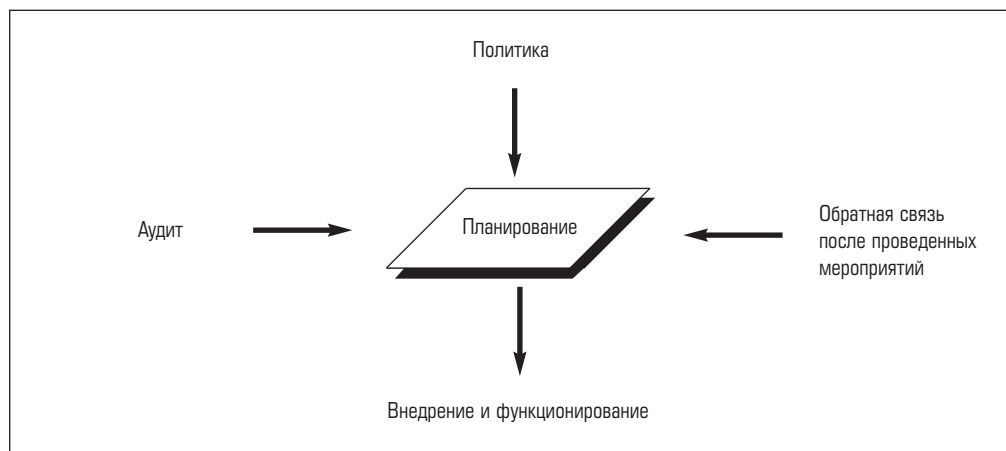 Политика
Аудит
Планирование
Обратная связь
после проведенных
мероприятий
Внедрение и функционирование